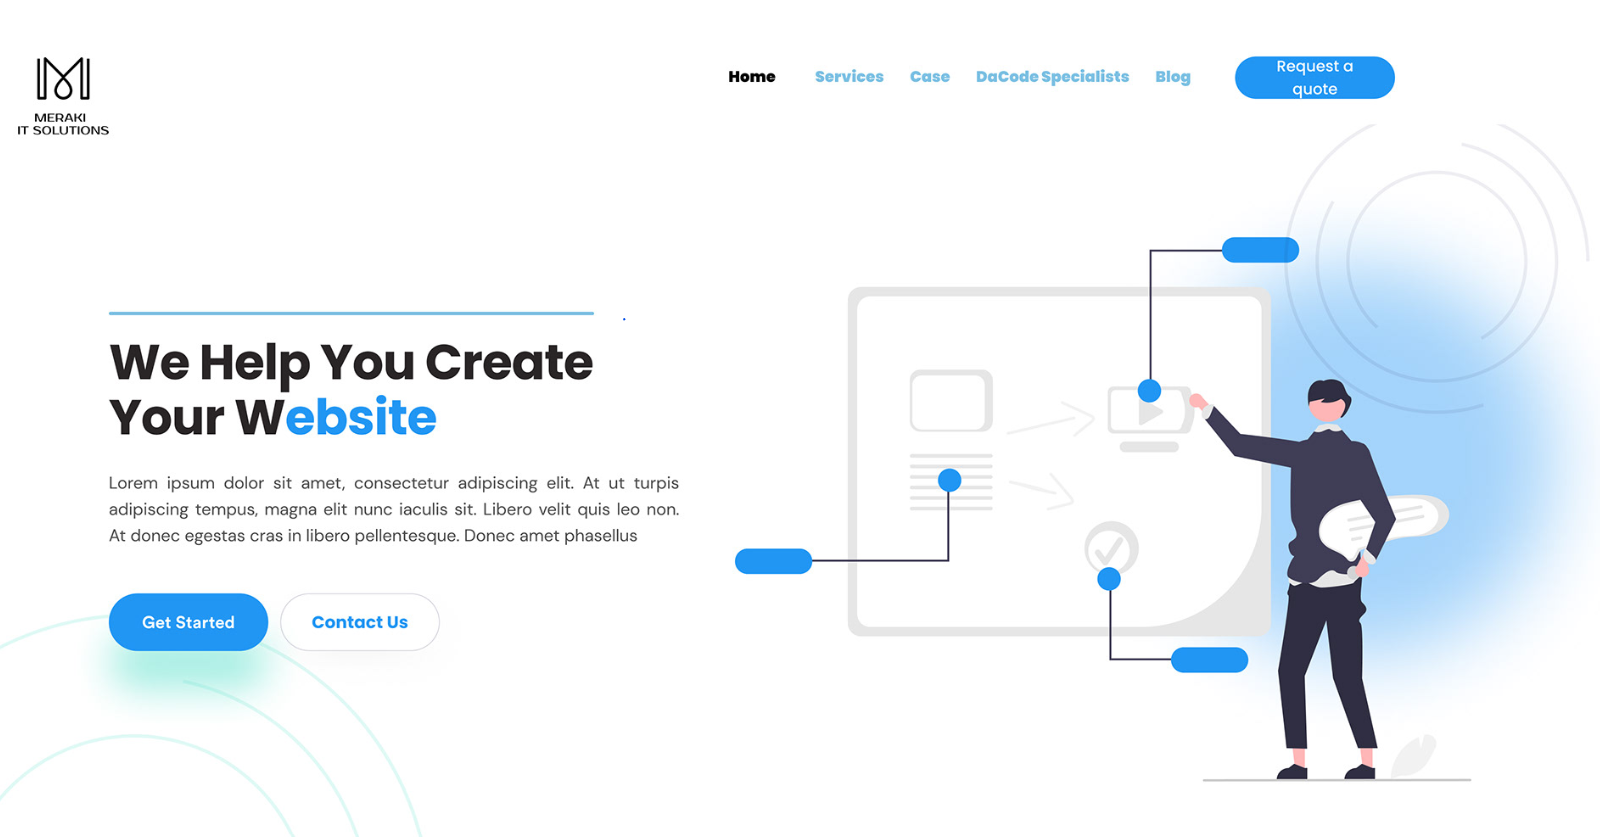 MERAKI
IT SOLUTIONS
Home Services Case DaCode Specialists Blog
Request a
quote
We Help You Create
Your Website
Lorem ipsum dolor sit amet, consectetur adipiscing elit. At ut turpis
adipiscing tempus, magna elit nunc iaculis sit. Libero velit quis leo non.
At donec egestas cras in libero pellentesque. Donec amet phasellus
Get Started Contact Us